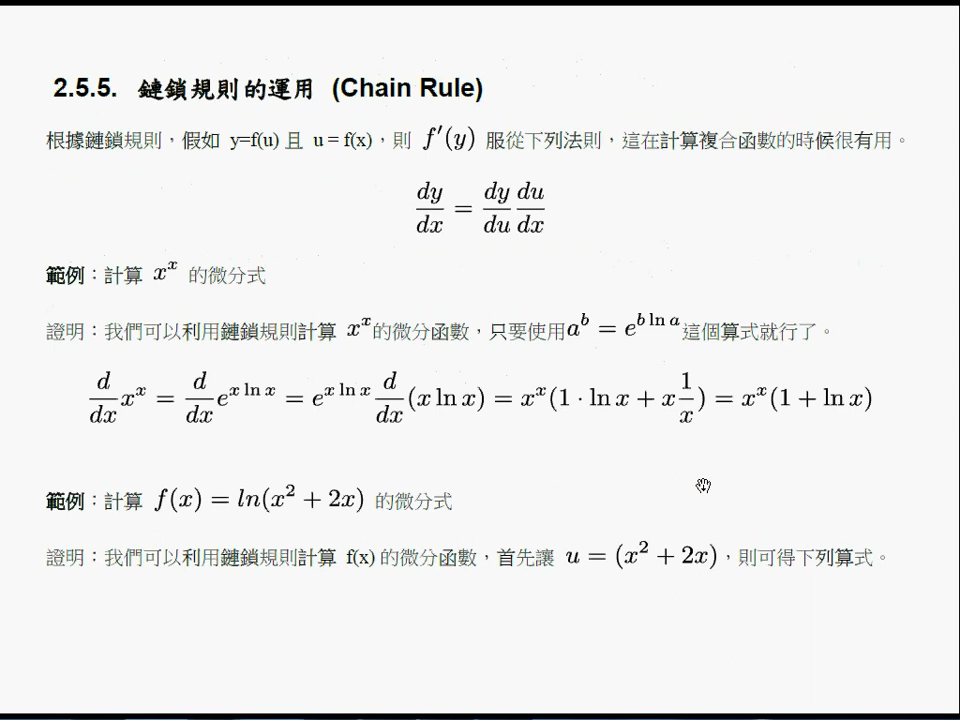 2.5.5. 鏈鎖規則的運用 (Chain Rule)
根據鏈鎖規則，假如 y=f(u) 且 u = f(x)，則 f′(y) 服從下列法則，這在計算複合函數的時候很有用。
dy/dx = dy/du du/dx
範例：計算 x^x 的微分式
證明：我們可以利用鏈鎖規則計算 x^x 的微分函數，只要使用 a^b = e^{b ln a} 這個算式就行了。
d/dx x^x = d/dx e^{x ln x} = e^{x ln x} d/dx (x ln x) = x^x(1 · ln x + x 1/x) = x^x(1 + ln x)
範例：計算 f(x) = ln(x^2 + 2x) 的微分式
證明：我們可以利用鏈鎖規則計算 f(x) 的微分函數，首先讓 u = (x^2 + 2x)，則可得下列算式。